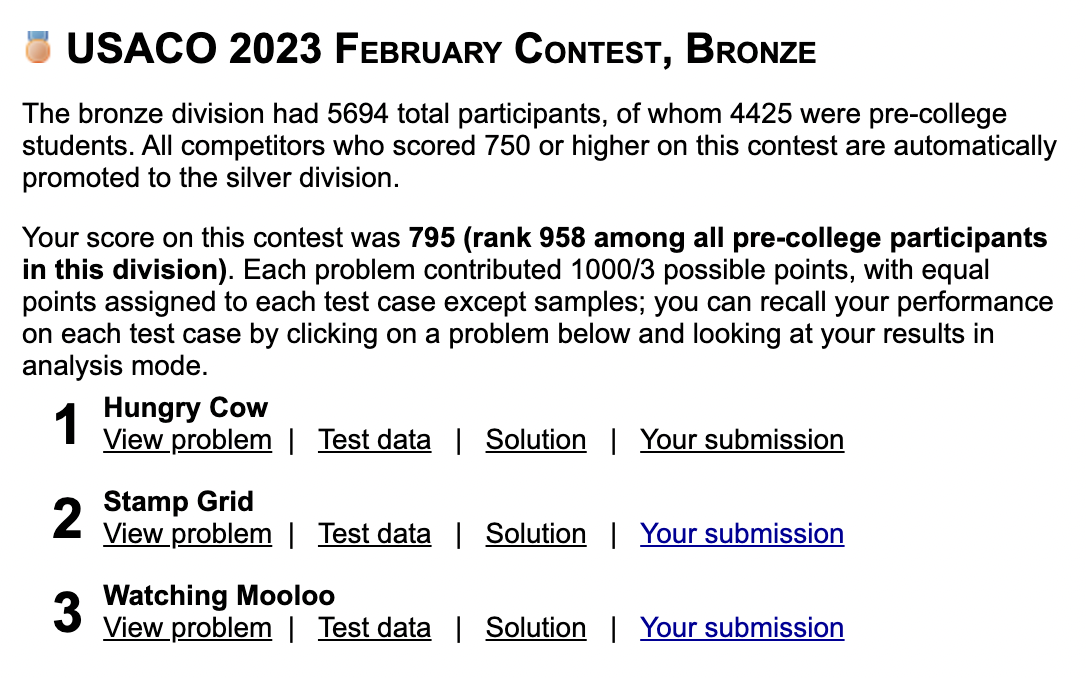 USACO 2023 February Contest, Bronze
The bronze division had 5694 total participants, of whom 4425 were pre-college
students. All competitors who scored 750 or higher on this contest are automatically
promoted to the silver division.
Your score on this contest was 795 (rank 958 among all pre-college participants
in this division). Each problem contributed 1000/3 possible points, with equal
points assigned to each test case except samples; you can recall your performance
on each test case by clicking on a problem below and looking at your results in
analysis mode.
1 Hungry Cow
View problem | Test data | Solution | Your submission
2 Stamp Grid
View problem | Test data | Solution | Your submission
3 Watching Mooloo
View problem | Test data | Solution | Your submission